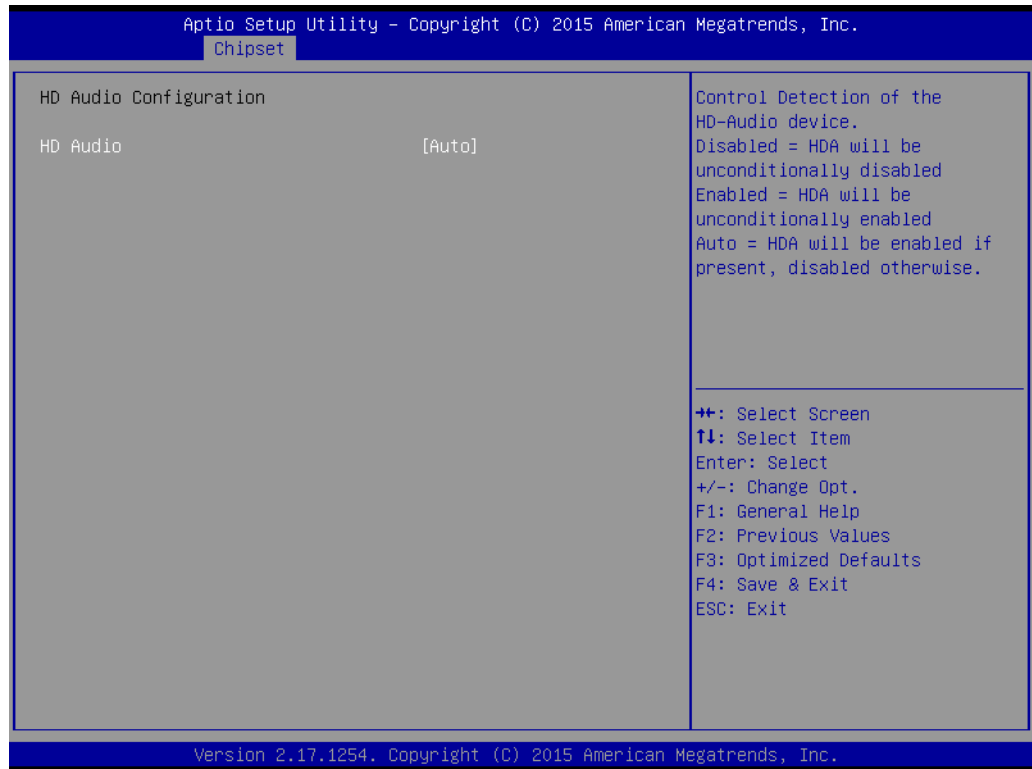 Aptio Setup Utility – Copyright (C) 2015 American Megatrends, Inc.
Chipset
HD Audio Configuration
HD Audio [Auto]
Control Detection of the
HD-Audio device.
Disabled = HDA will be
unconditionally disabled
Enabled = HDA will be
unconditionally enabled
Auto = HDA will be enabled if
present, disabled otherwise.
→←: Select Screen
↑↓: Select Item
Enter: Select
+/-: Change Opt.
F1: General Help
F2: Previous Values
F3: Optimized Defaults
F4: Save & Exit
ESC: Exit
Version 2.17.1254. Copyright (C) 2015 American Megatrends, Inc.